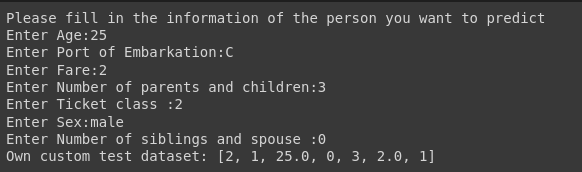 Please fill in the information of the person you want to predict
Enter Age:25
Enter Port of Embarkation:C
Enter Fare:2
Enter Number of parents and children:3
Enter Ticket class :2
Enter Sex:male
Enter Number of siblings and spouse :0
Own custom test dataset: [2, 1, 25.0, 0, 3, 2.0, 1]